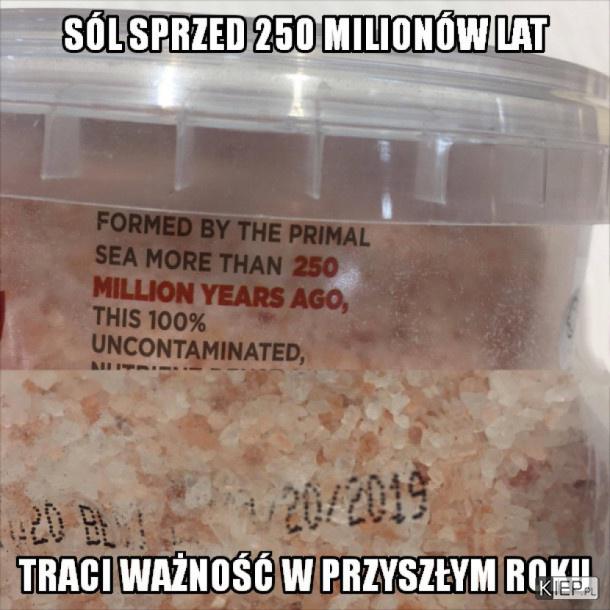 SÓL SPRZED 250 MILIONÓW LAT
FORMED BY THE PRIMAL
SEA MORE THAN 250
MILLION YEARS AGO,
THIS 100%
UNCONTAMINATED,
20/2019
TRACI WAŻNOŚĆ W PRZYSZŁYM ROKU
KIEP.PL